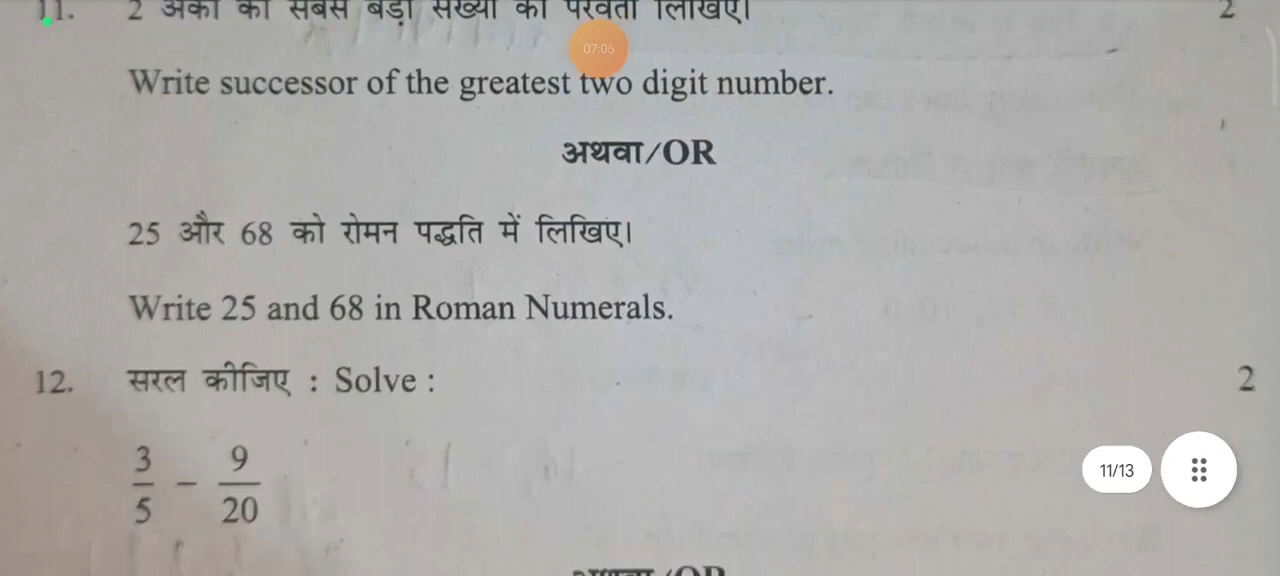 11. 2 अंकों की सबसे बड़ी संख्या का परवर्ती लिखिए। 2
07:06
Write successor of the greatest two digit number.
अथवा/OR
25 और 68 को रोमन पद्धति में लिखिए।
Write 25 and 68 in Roman Numerals.
12. सरल कीजिए : Solve : 2
3/5 − 9/20
11/13
अथवा/OR